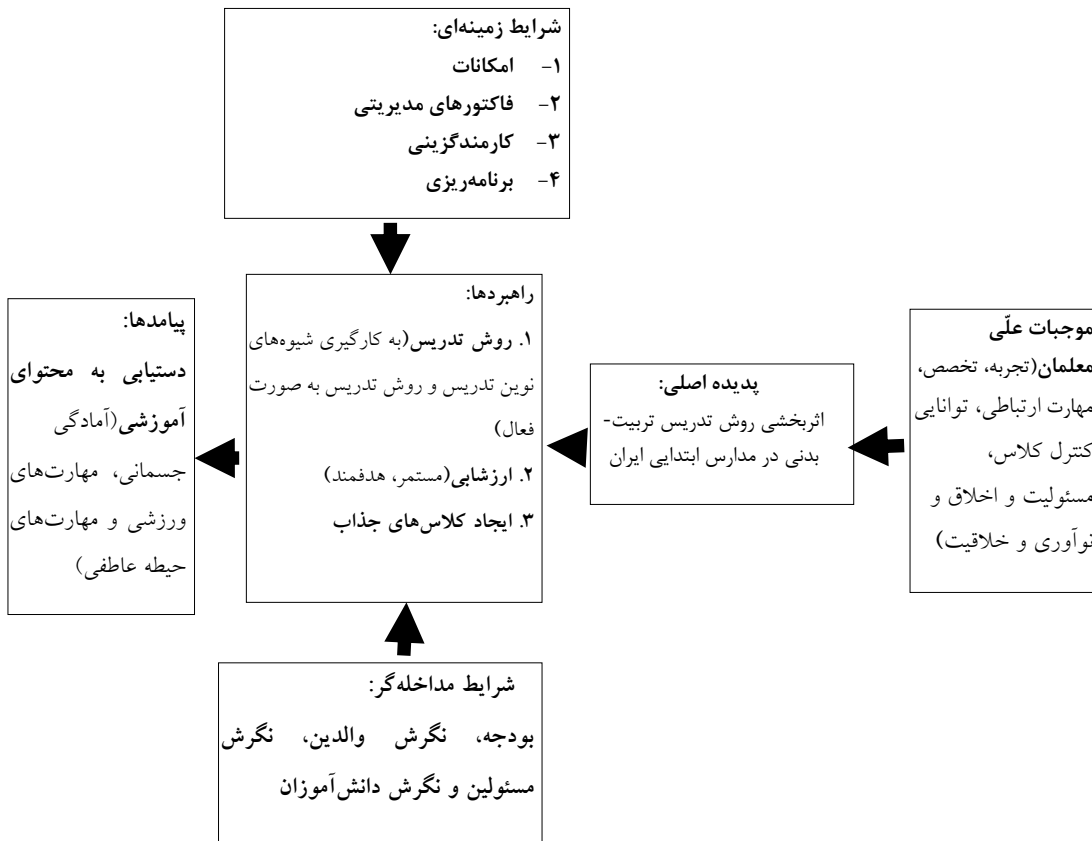 شرایط زمینه‌ای:
۱- امکانات
۲- فاکتورهای مدیریتی
۳- کارمندگزینی
۴- برنامه‌ریزی
موجبات علّی
معلمان(تجربه، تخصص،
مهارت ارتباطی، توانایی
کنترل کلاس،
مسئولیت و اخلاق و
نوآوری و خلاقیت)
پدیده اصلی:
اثربخشی روش تدریس تربیت-
بدنی در مدارس ابتدایی ایران
راهبردها:
۱. روش تدریس(به کارگیری شیوه‌های
نوین تدریس و روش تدریس به صورت
فعال)
۲. ارزشابی(مستمر، هدفمند)
۳. ایجاد کلاس‌های جذاب
پیامدها:
دستیابی به محتوای
آموزشی(آمادگی
جسمانی، مهارت‌های
ورزشی و مهارت‌های
حیطه عاطفی)
شرایط مداخله‌گر:
بودجه، نگرش والدین، نگرش
مسئولین و نگرش دانش‌آموزان